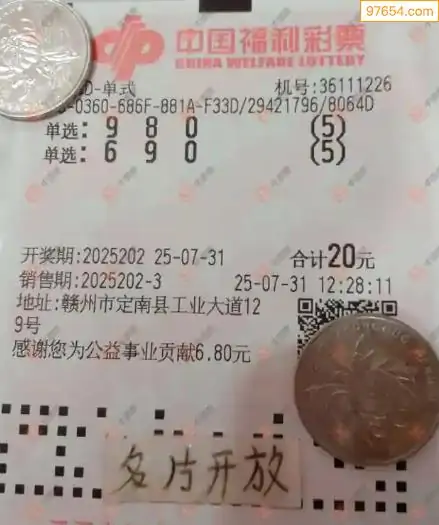 97654.com
中国福利彩票
CHINA WELFARE LOTTERY
D-单式 机号:36111226
-0360-686F-881A-F33D/29421796/8064D
单选: 9 8 0 (5)
单选: 6 9 0 (5)
开奖期:2025202 25-07-31 合计20元
销售期:2025202-3 25-07-31 12:28:11
地址:赣州市定南县工业大道12
9号
感谢您为公益事业贡献6.80元
名片开放